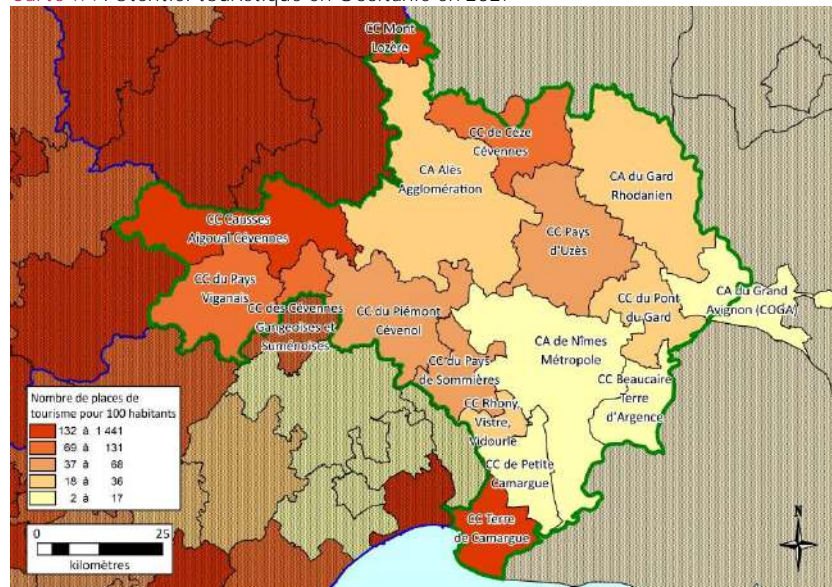 CC Mont
Lozère
CC de Cèze
Cévennes
CA Alès
Agglomération
CA du Gard
Rhodanien
CC Causses
Aigoual Cévennes
CC Pays
d'Uzès
CC du Pays
Viganais
CA du Grand
Avignon (COGA)
CC des Cévennes
Gangeoises et
Suménoises
CC du Piémont
Cévenol
CC du Pont
du Gard
CA de Nîmes
Métropole
CC du Pays
de Sommières
CC Beaucaire
Terre
d'Argence
CC Rhony,
Vistre,
Vidourle
CC de Petite
Camargue
CC Terre
de Camargue
Nombre de places de
tourisme pour 100 habitants
132 à 1 441
69 à 131
37 à 68
18 à 36
2 à 17
0 25
kilomètres
N